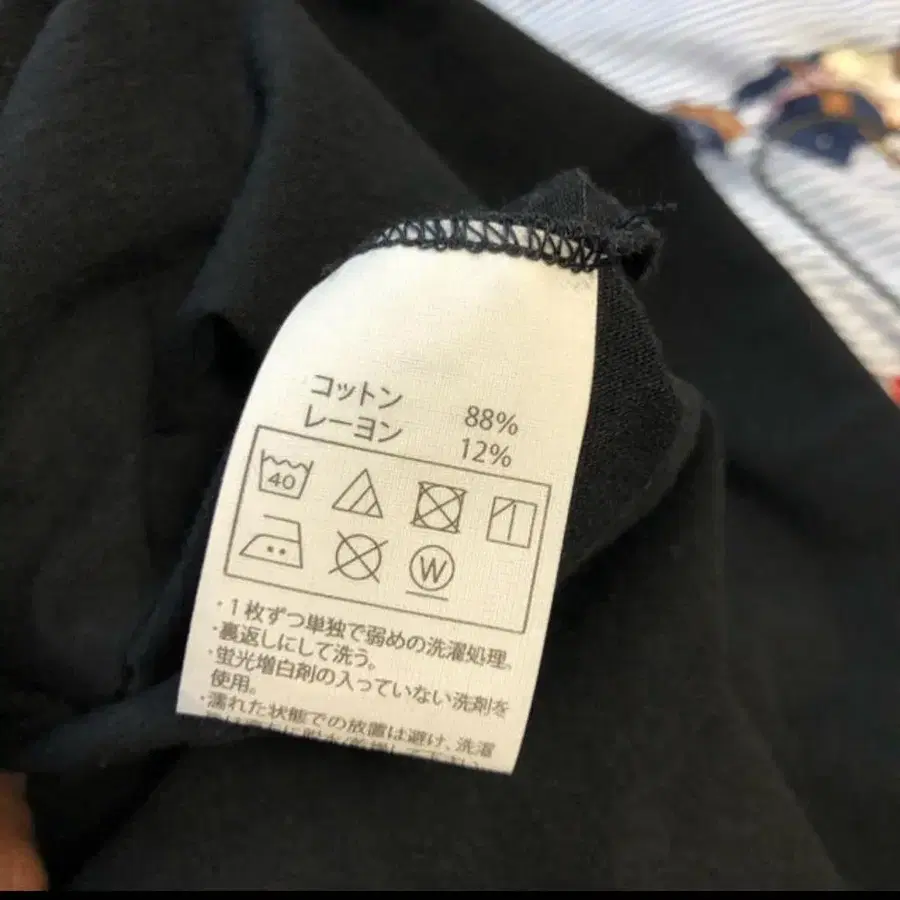 コットン 88%
レーヨン 12%
40
W
・1枚ずつ単独で弱めの洗濯処理。
・裏返しにして洗う。
・蛍光増白剤の入っていない洗剤を
使用。
・濡れた状態での放置は避け、洗濯